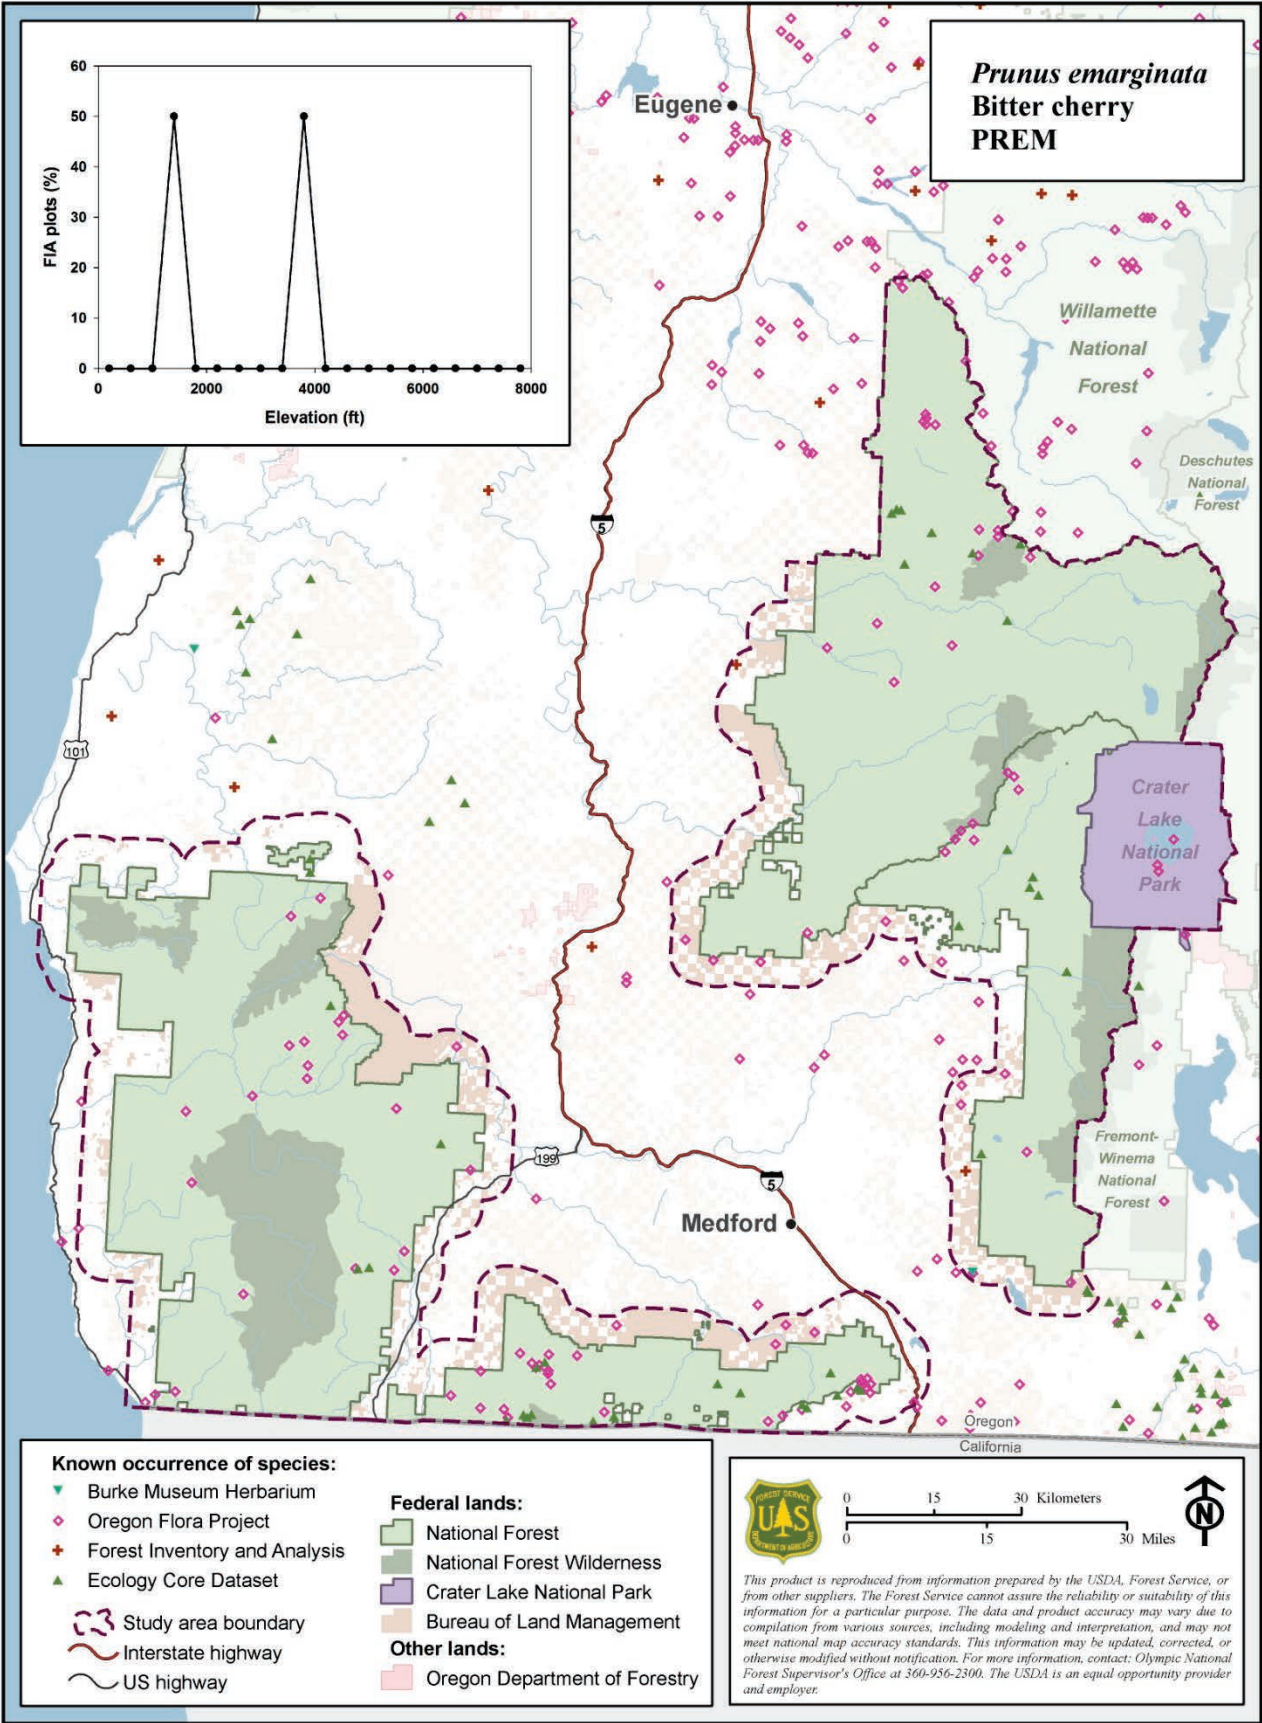 Prunus emarginata
Bitter cherry
PREM
60
50
40
30
20
10
0
FIA plots (%)
0 2000 4000 6000 8000
Elevation (ft)
Eugene
Willamette
National
Forest
Deschutes
National
Forest
5
101
Crater
Lake
National
Park
199
Fremont-
Winema
National
Forest
5
Medford
Oregon
California
Known occurrence of species:
Burke Museum Herbarium
Oregon Flora Project
Forest Inventory and Analysis
Ecology Core Dataset
Study area boundary
Interstate highway
US highway
Federal lands:
National Forest
National Forest Wilderness
Crater Lake National Park
Bureau of Land Management
Other lands:
Oregon Department of Forestry
FOREST SERVICE
U S
DEPARTMENT OF AGRICULTURE
0 15 30 Kilometers
0 15 30 Miles
N
This product is reproduced from information prepared by the USDA, Forest Service, or
from other suppliers. The Forest Service cannot assure the reliability or suitability of this
information for a particular purpose. The data and product accuracy may vary due to
compilation from various sources, including modeling and interpretation, and may not
meet national map accuracy standards. This information may be updated, corrected, or
otherwise modified without notification. For more information, contact: Olympic National
Forest Supervisor's Office at 360-956-2300. The USDA is an equal opportunity provider
and employer.